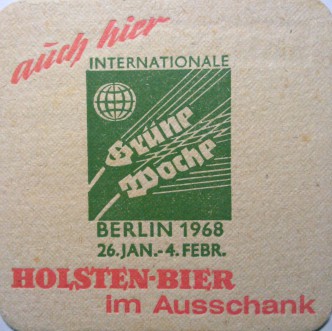 auch hier
INTERNATIONALE
Grüne
Woche
BERLIN 1968
26.JAN.-4.FEBR.
HOLSTEN-BIER
im Ausschank